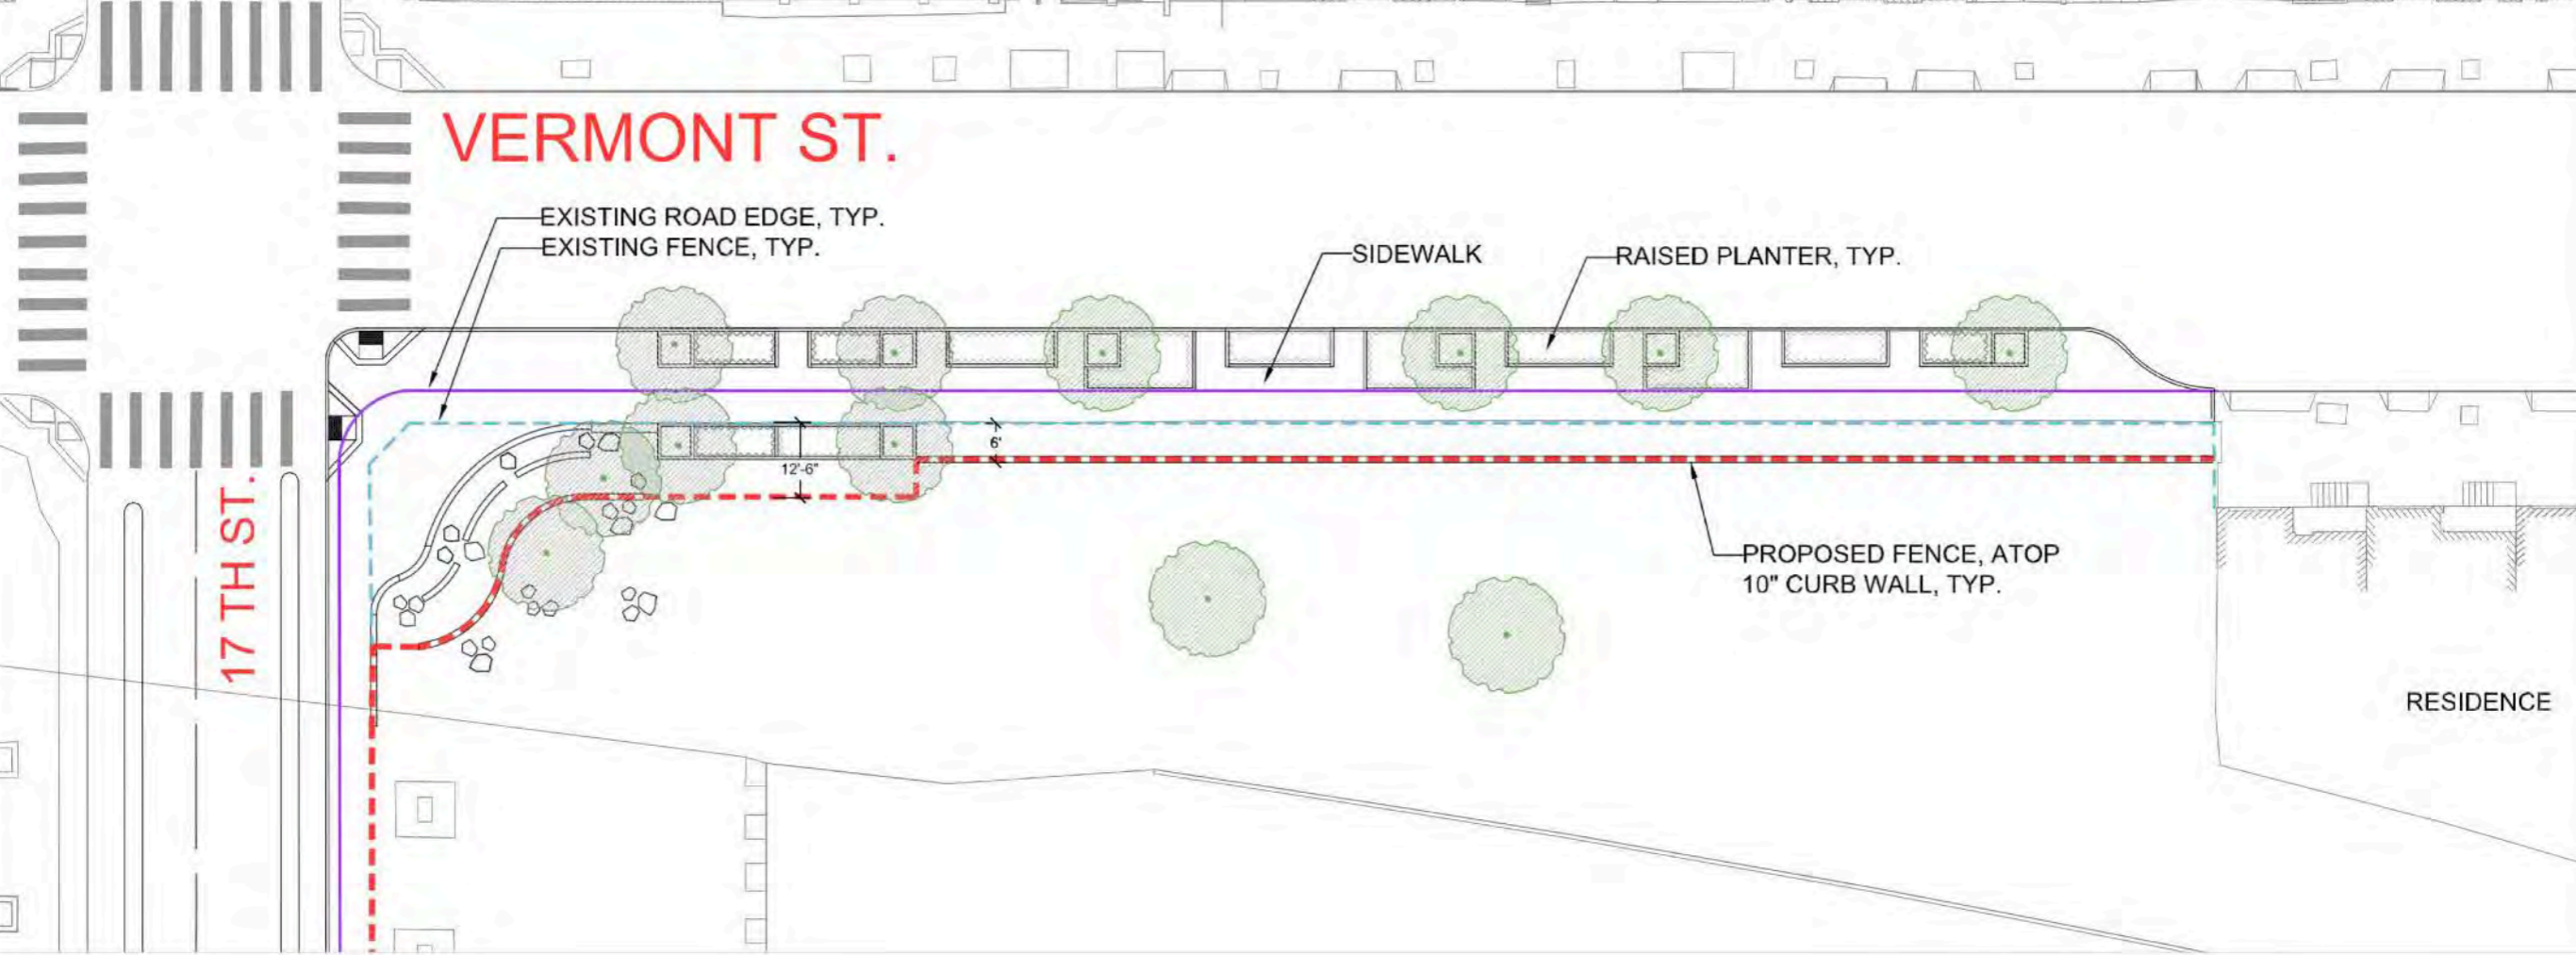 VERMONT ST.
EXISTING ROAD EDGE, TYP.
EXISTING FENCE, TYP.
SIDEWALK
RAISED PLANTER, TYP.
6'
12'-6"
17 TH ST.
PROPOSED FENCE, ATOP
10" CURB WALL, TYP.
RESIDENCE